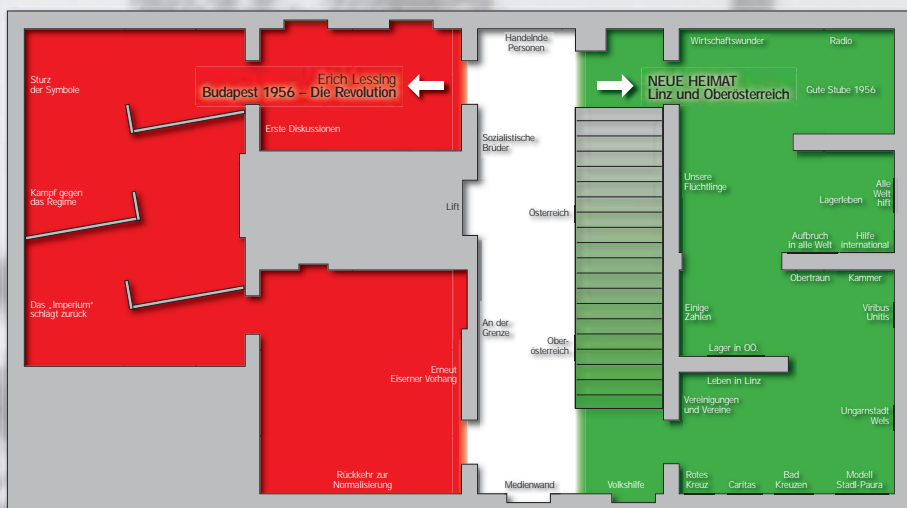 Handelnde
Personen
Wirtschaftswunder
Radio
Sturz
der Symbole
Erich Lessing
Budapest 1956 – Die Revolution
NEUE HEIMAT
Linz und Oberösterreich
Gute Stube 1956
Erste Diskussionen
Sozialistische
Brüder
Kampf gegen
das Regime
Lift
Österreich
Unsere
Flüchtlinge
Alle
Welt
hift
Lagerleben
Aufbruch
in alle Welt
Hilfe
international
Obertraun
Kammer
Das „Imperium“
schlägt zurück
An der
Grenze
Einige
Zahlen
Viribus
Unitis
Ober-
österreich
Lager in OÖ.
Erneut
Eiserner Vorhang
Leben in Linz
Vereinigungen
und Vereine
Ungarnstadt
Wels
Rückkehr zur
Normalisierung
Medienwand
Volkshilfe
Rotes
Kreuz
Caritas
Bad
Kreuzen
Modell
Stadl-Paura